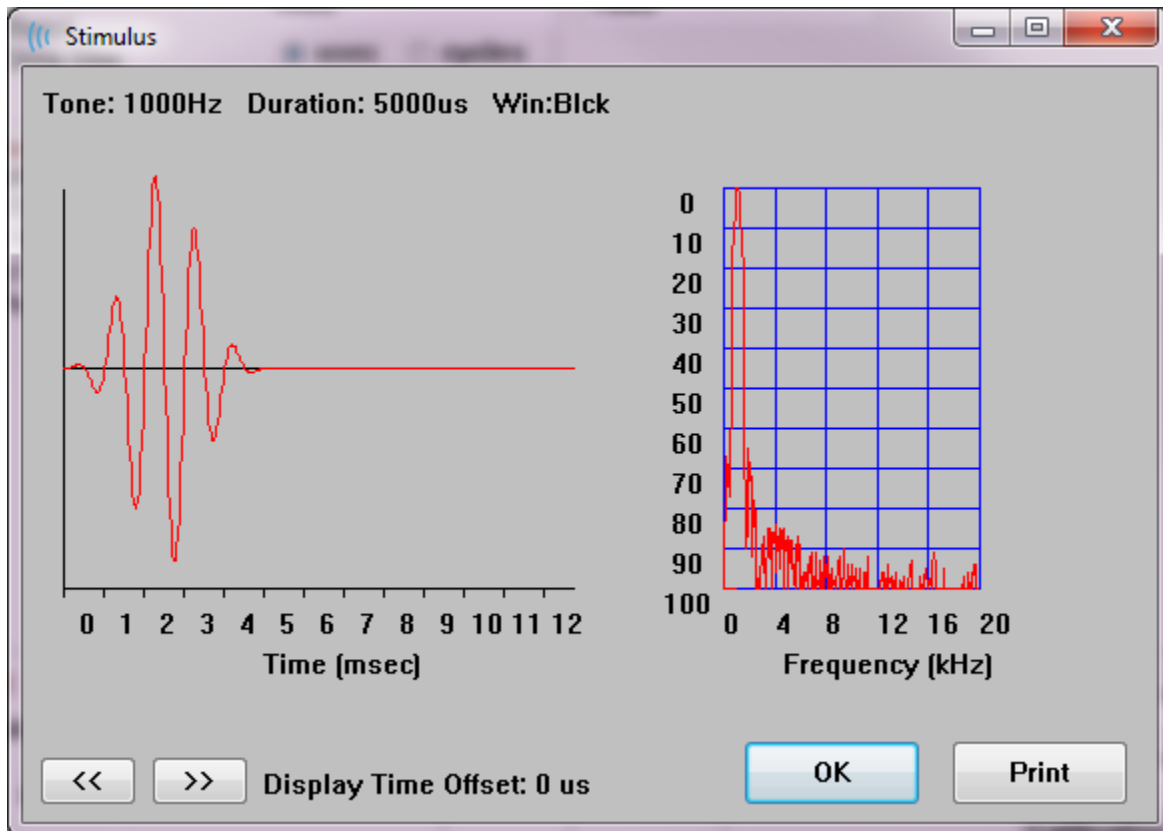 Stimulus
Tone: 1000Hz Duration: 5000us Win:Blck
0
10
20
30
40
50
60
70
80
90
100
0 1 2 3 4 5 6 7 8 9 10 11 12
Time (msec)
0 4 8 12 16 20
Frequency (kHz)
<< >> Display Time Offset: 0 us
OK Print